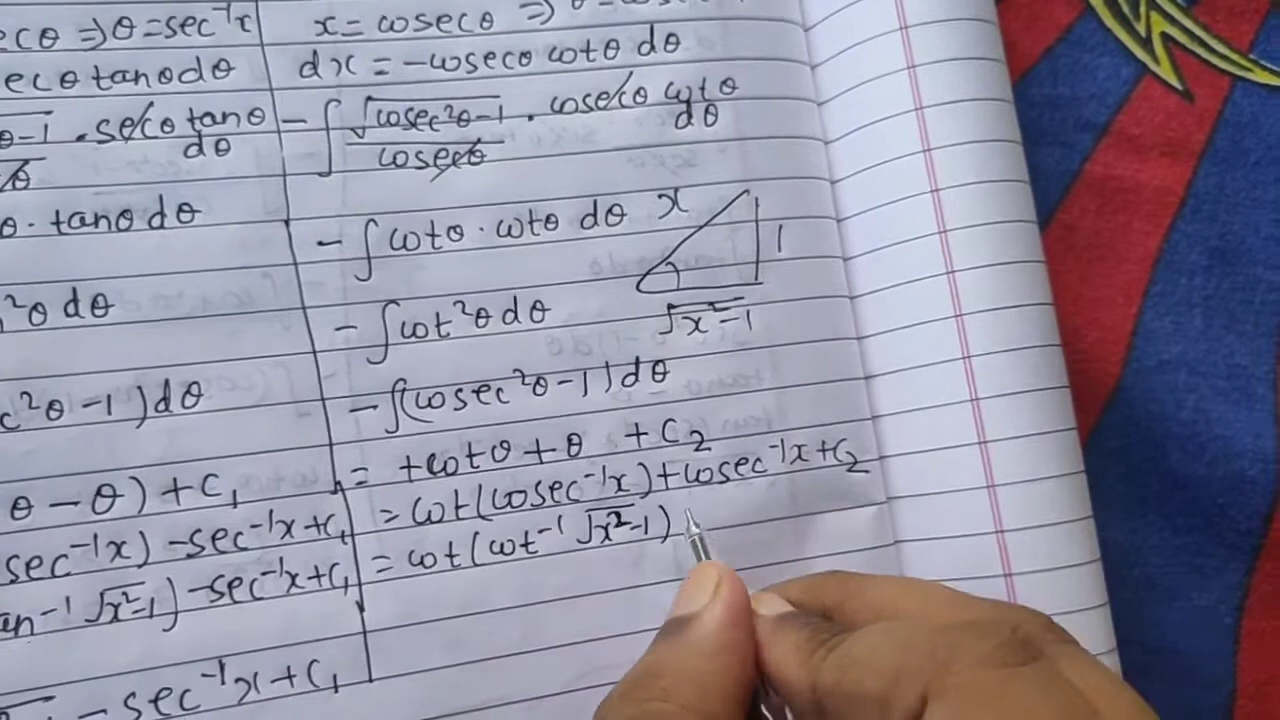 ecθ ⇒ θ = sec⁻¹x
ecθ tanθ dθ
θ-1 . secθ tanθ dθ
θ
θ . tanθ dθ
²θ dθ
c²θ -1) dθ
θ - θ) + C₁
sec⁻¹x) - sec⁻¹x + C₁
an⁻¹ √x²-1) - sec⁻¹x + C₁
- sec⁻¹x + C₁
x = cosecθ ⇒
dx = -cosecθ cotθ dθ
- ∫ √cosec²θ-1 . cosecθ cotθ dθ
cosecθ
- ∫ cotθ . cotθ dθ
x
1
√x²-1
- ∫ cot²θ dθ
- ∫(cosec²θ -1) dθ
= + cotθ + θ + C₂
= cot(cosec⁻¹x) + cosec⁻¹x + C₂
= cot(cot⁻¹ √x²-1)